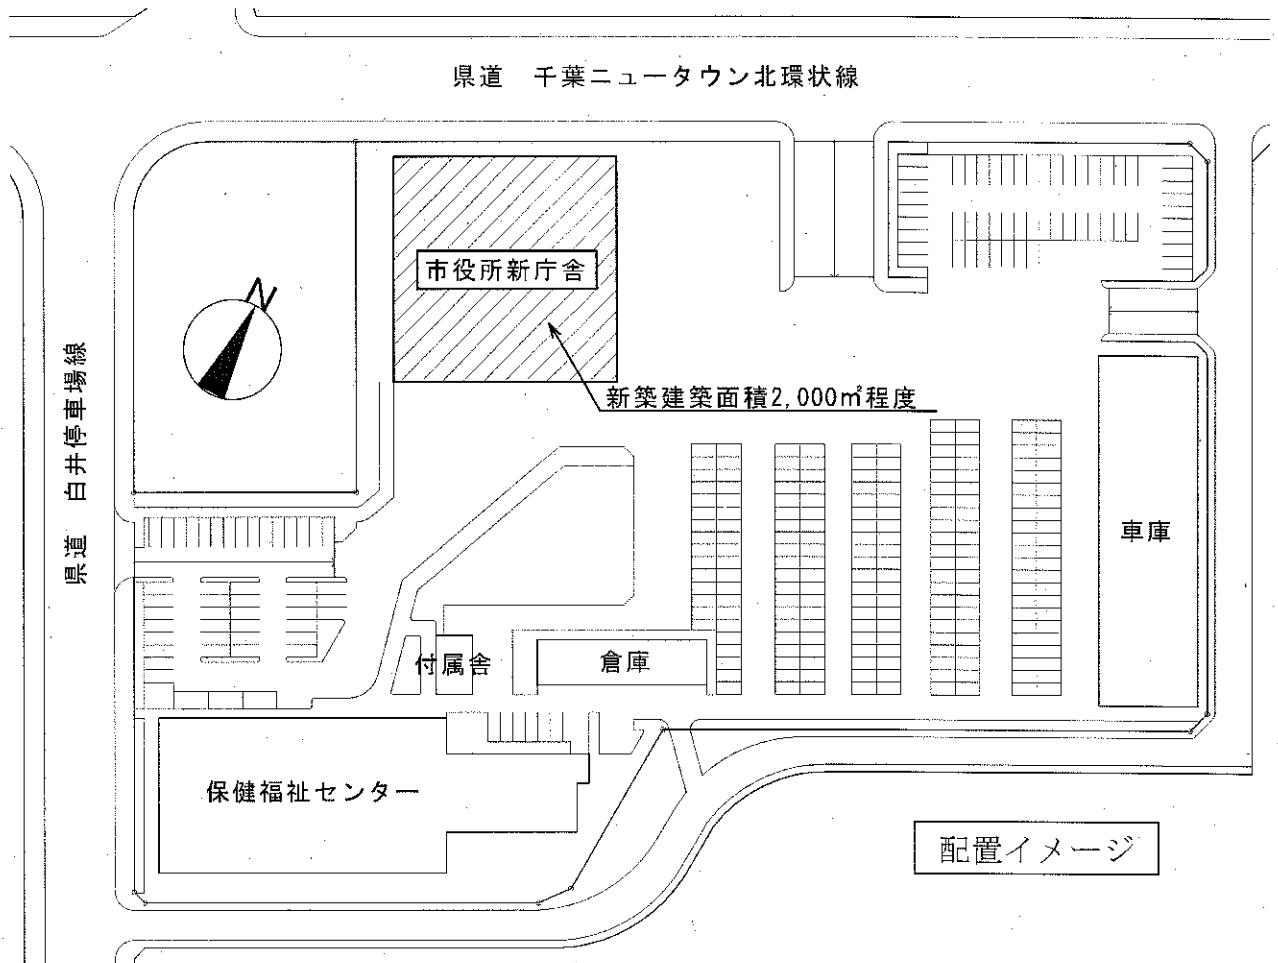 県道 千葉ニュータウン北環状線
市役所新庁舎
N
新築建築面積2,000㎡程度
県道 白井停車場線
車庫
付属舎
倉庫
保健福祉センター
配置イメージ